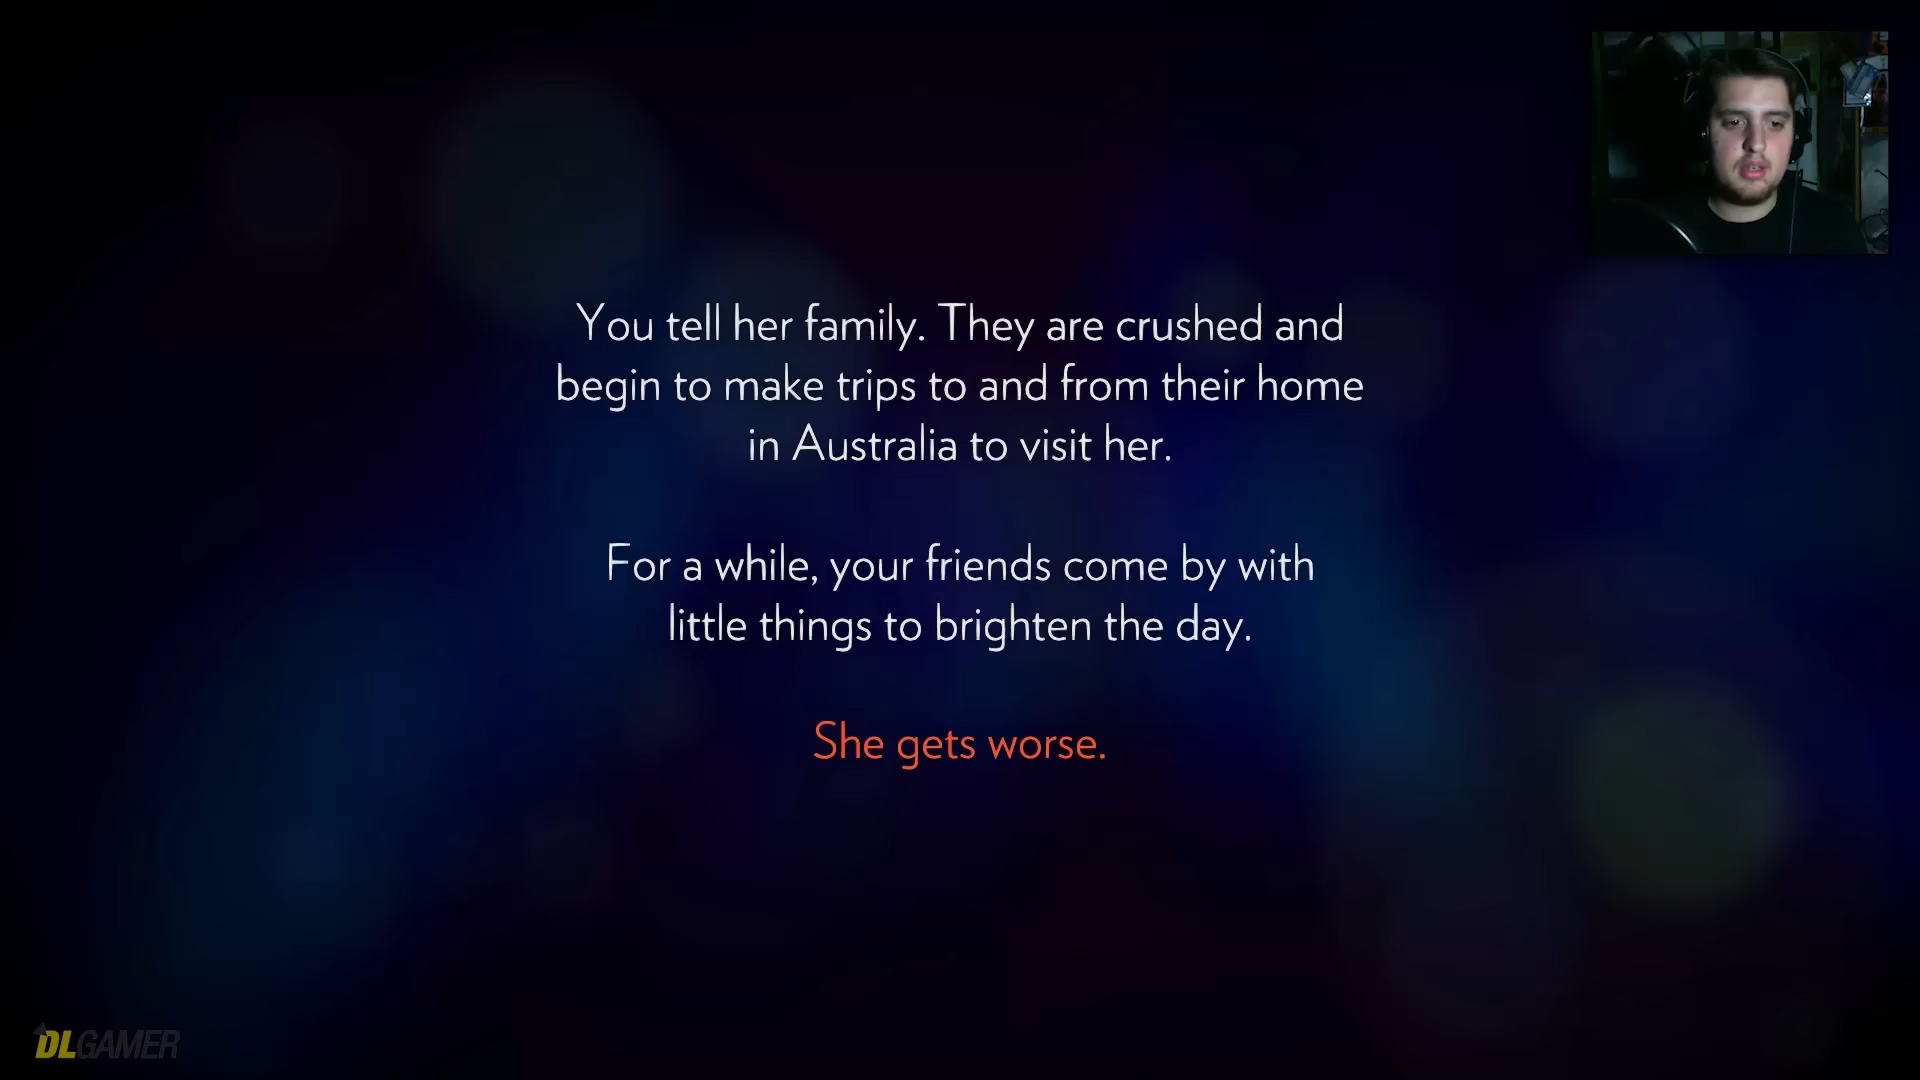 You tell her family. They are crushed and
begin to make trips to and from their home
in Australia to visit her.
For a while, your friends come by with
little things to brighten the day.
She gets worse.
DLGAMER